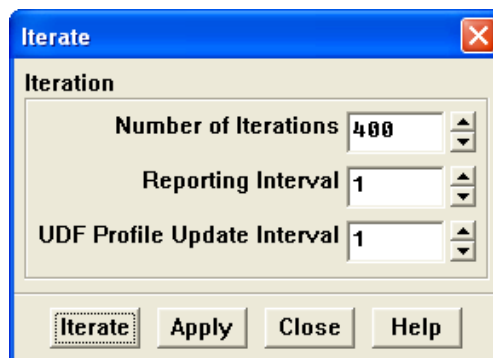 Iterate
Iteration
Number of Iterations 400
Reporting Interval 1
UDF Profile Update Interval 1
Iterate Apply Close Help